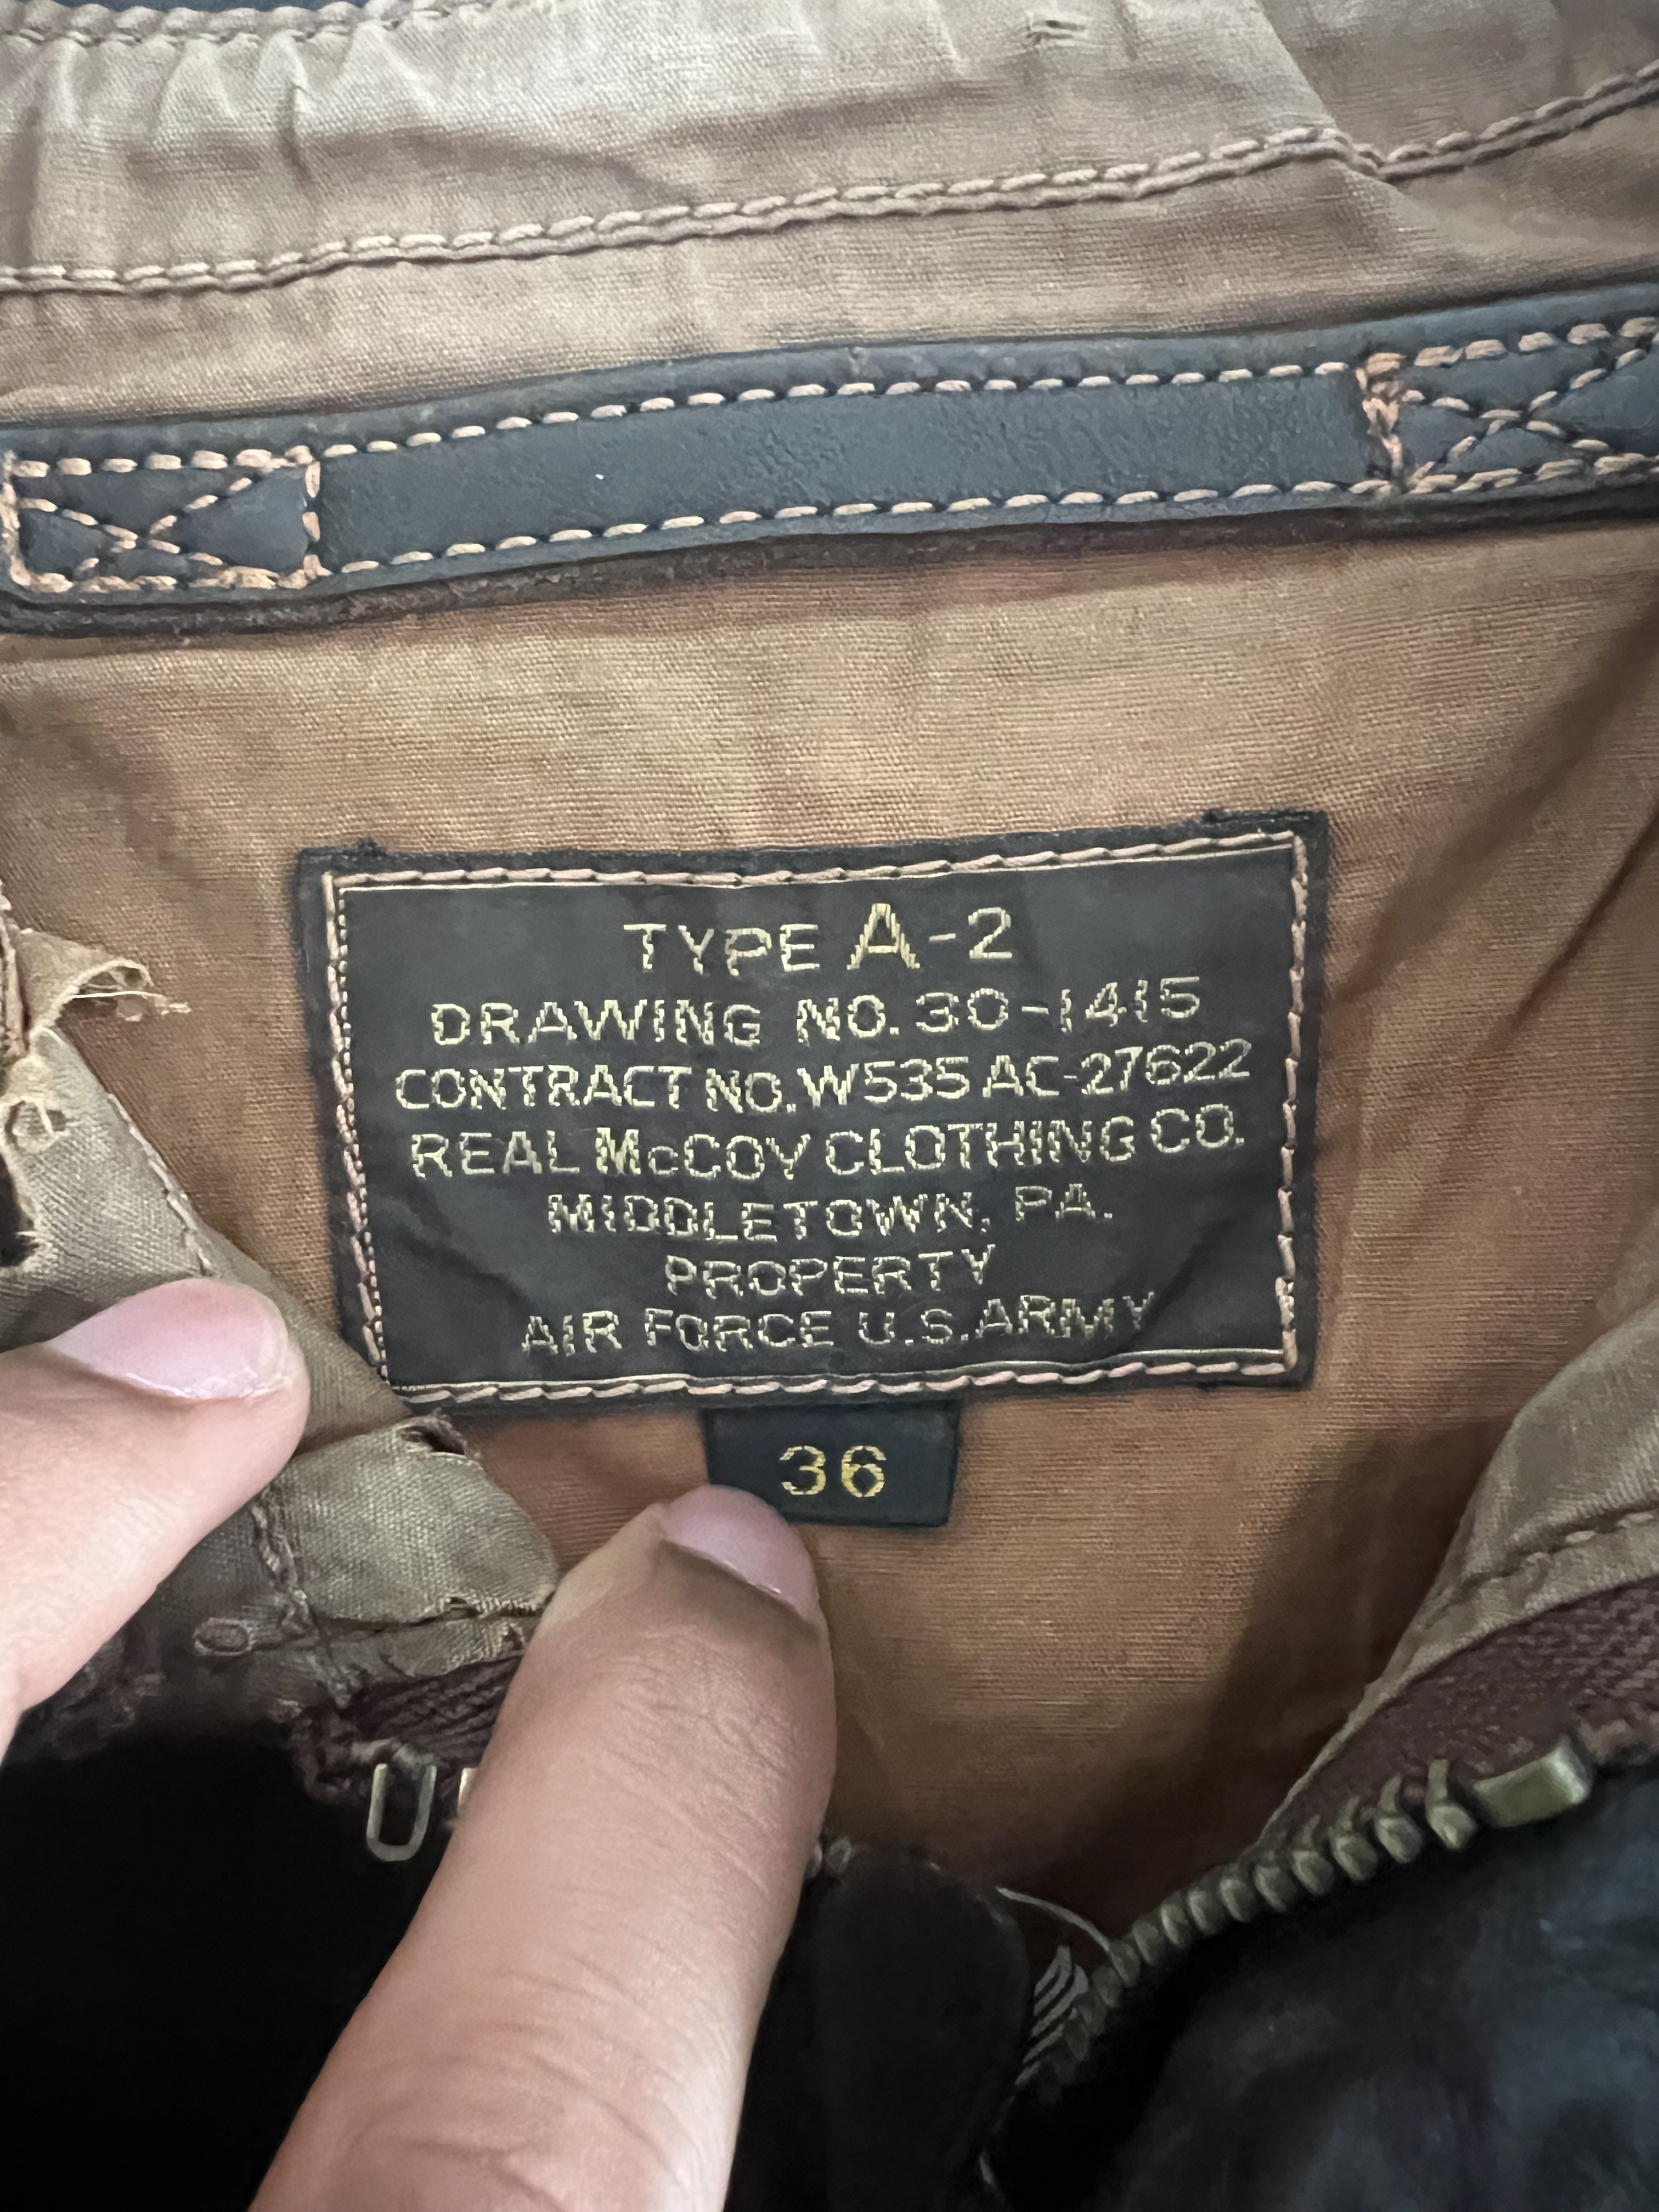 TYPE A-2
DRAWING NO. 30-1415
CONTRACT NO. W535 AC-27622
REAL McCOY CLOTHING CO.
MIDDLETOWN, PA.
PROPERTY
AIR FORCE U.S. ARMY
36